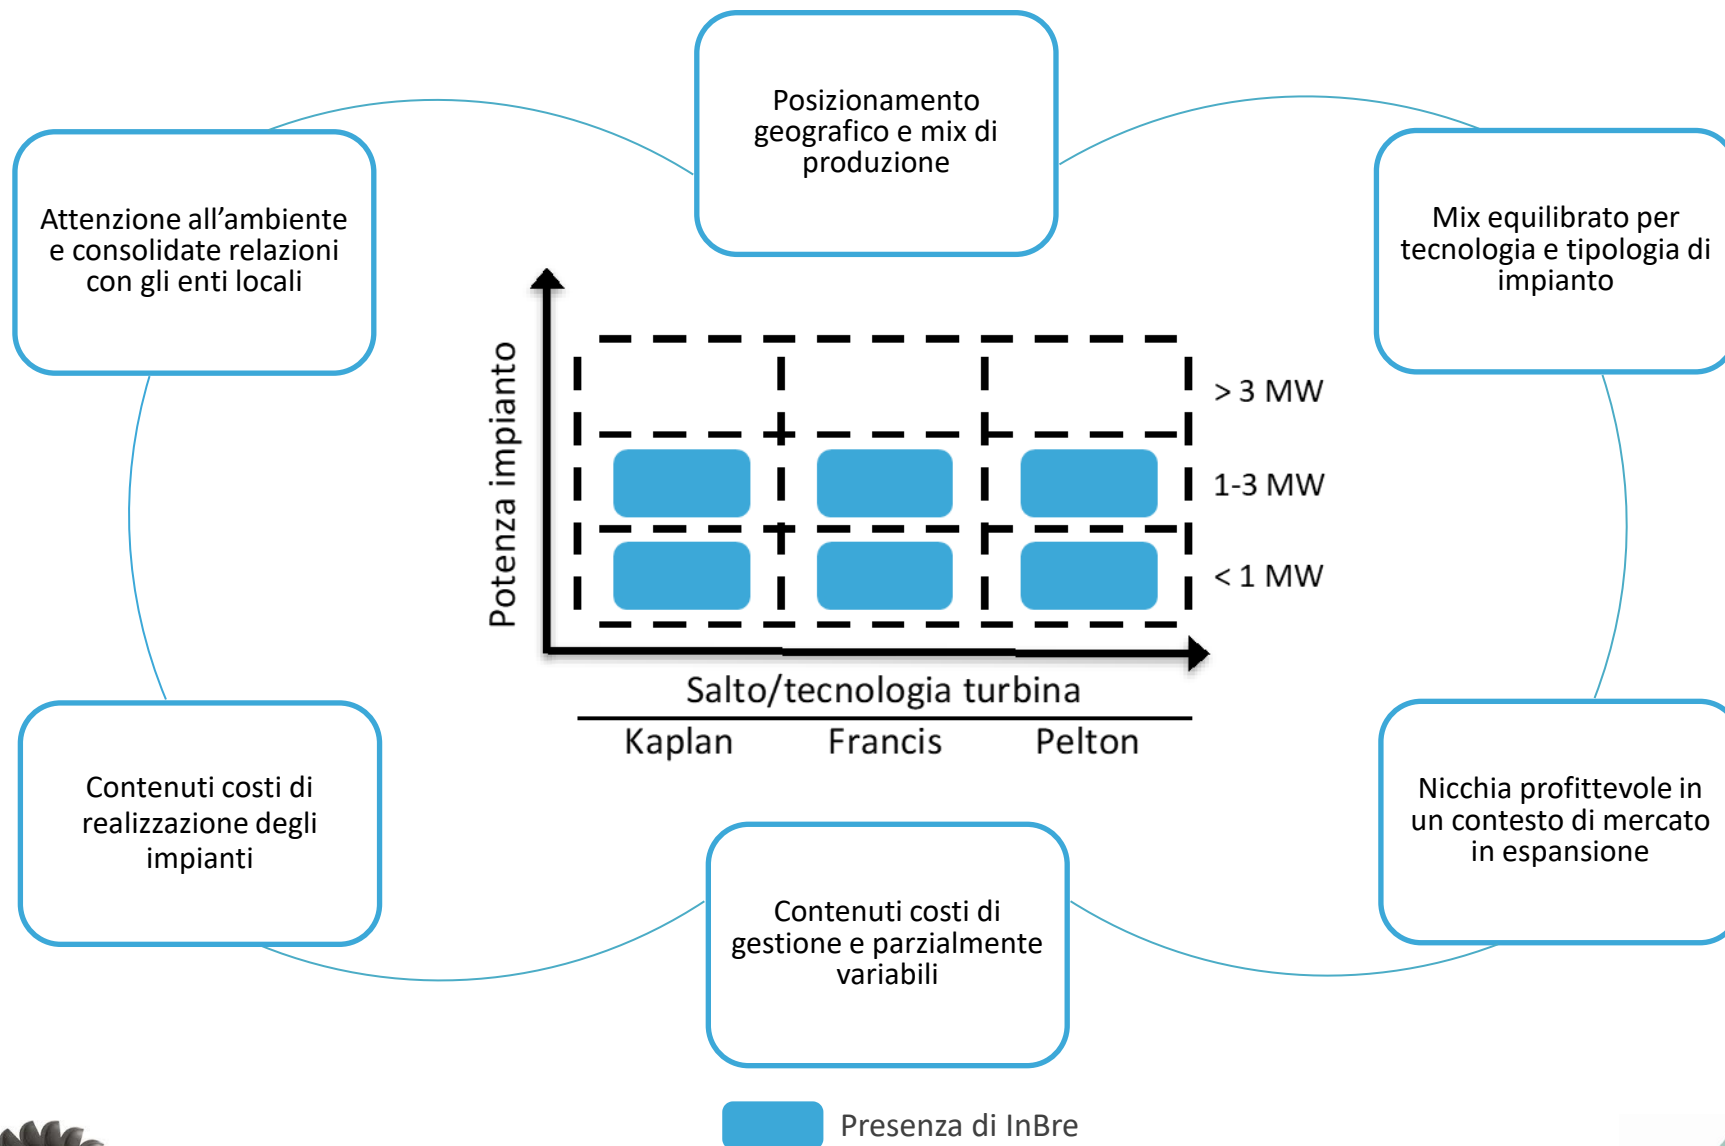 Posizionamento
geografico e mix di
produzione
Attenzione all’ambiente
e consolidate relazioni
con gli enti locali
Mix equilibrato per
tecnologia e tipologia di
impianto
Potenza impianto
> 3 MW
1-3 MW
< 1 MW
Salto/tecnologia turbina
Kaplan
Francis
Pelton
Contenuti costi di
realizzazione degli
impianti
Nicchia profittevole in
un contesto di mercato
in espansione
Contenuti costi di
gestione e parzialmente
variabili
Presenza di InBre